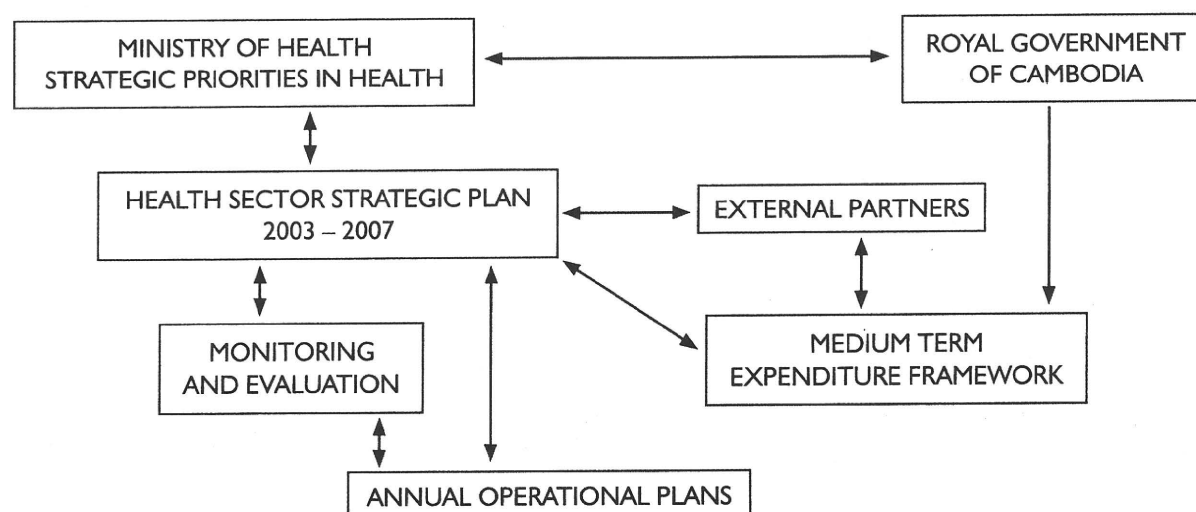 MINISTRY OF HEALTH
STRATEGIC PRIORITIES IN HEALTH
ROYAL GOVERNMENT
OF CAMBODIA
HEALTH SECTOR STRATEGIC PLAN
2003 – 2007
EXTERNAL PARTNERS
MONITORING
AND EVALUATION
MEDIUM TERM
EXPENDITURE FRAMEWORK
ANNUAL OPERATIONAL PLANS